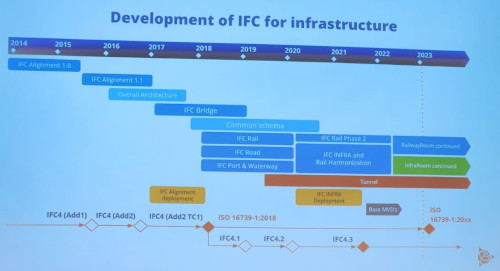 Development of IFC for infrastructure
2014 2015 2016 2017 2018 2019 2020 2021 2022 2023
IFC Alignment 1.0
IFC Alignment 1.1
Overall Architecture
IFC Bridge
Common schema
IFC Rail
IFC Rail Phase 2
RailwayRoom continued
IFC Road
IFC INFRA and
Rail Harmonization
InfraRoom continued
IFC Port & Waterway
Tunnel
IFC Alignment
deployment
IFC INFRA
Deployment
Base MVD's
IFC4 (Add1)
IFC4 (Add2)
IFC4 (Add2 TC1)
ISO 16739-1:2018
ISO
16739-1:20xx
IFC4.1
IFC4.2
IFC4.3